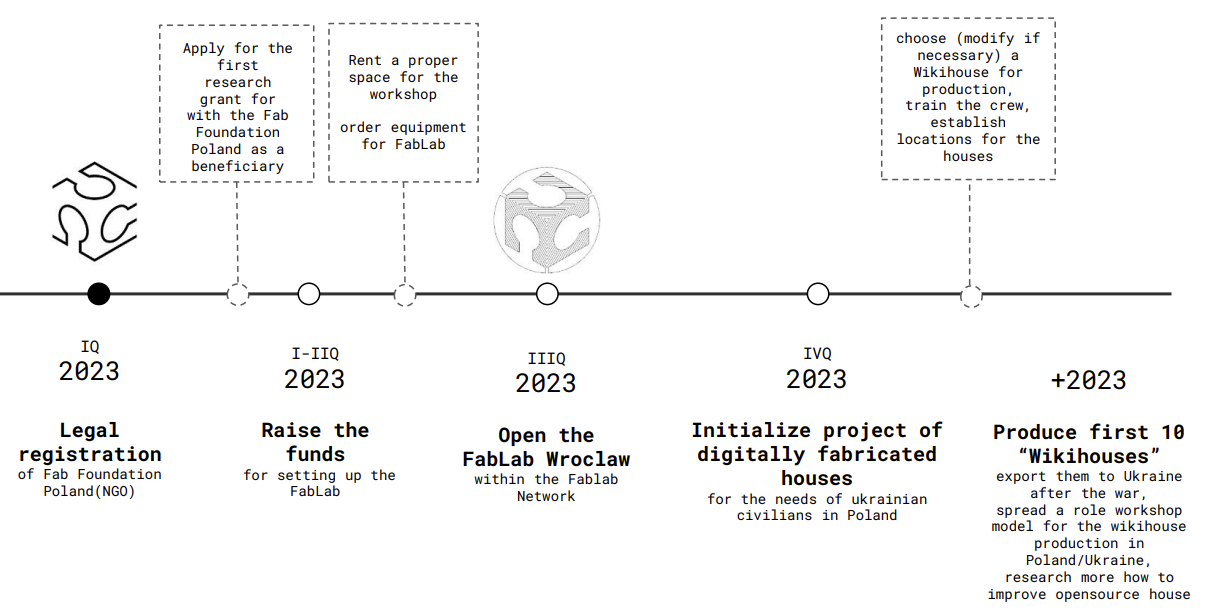 Apply for the
first
research
grant for
with the Fab
Foundation
Poland as a
beneficiary
Rent a proper
space for the
workshop
order equipment
for FabLab
choose (modify if
necessary) a
Wikihouse for
production,
train the crew,
establish
locations for the
houses
IQ
2023
Legal
registration
of Fab Foundation
Poland(NGO)
I-IIQ
2023
Raise the
funds
for setting up the
FabLab
IIIQ
2023
Open the
FabLab Wroclaw
within the Fablab
Network
IVQ
2023
Initialize project of
digitally fabricated
houses
for the needs of ukrainian
civilians in Poland
+2023
Produce first 10
“Wikihouses”
export them to Ukraine
after the war,
spread a role workshop
model for the wikihouse
production in
Poland/Ukraine,
research more how to
improve opensource house